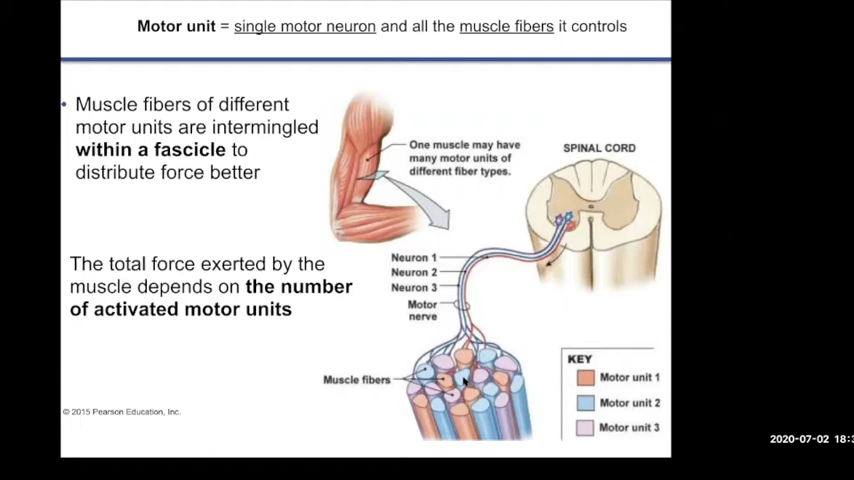 Motor unit = single motor neuron and all the muscle fibers it controls
• Muscle fibers of different
motor units are intermingled
within a fascicle to
distribute force better
The total force exerted by the
muscle depends on the number
of activated motor units
One muscle may have
many motor units of
different fiber types.
SPINAL CORD
Neuron 1
Neuron 2
Neuron 3
Motor
nerve
Muscle fibers
KEY
Motor unit 1
Motor unit 2
Motor unit 3
© 2015 Pearson Education, Inc.
2020-07-02 18:3